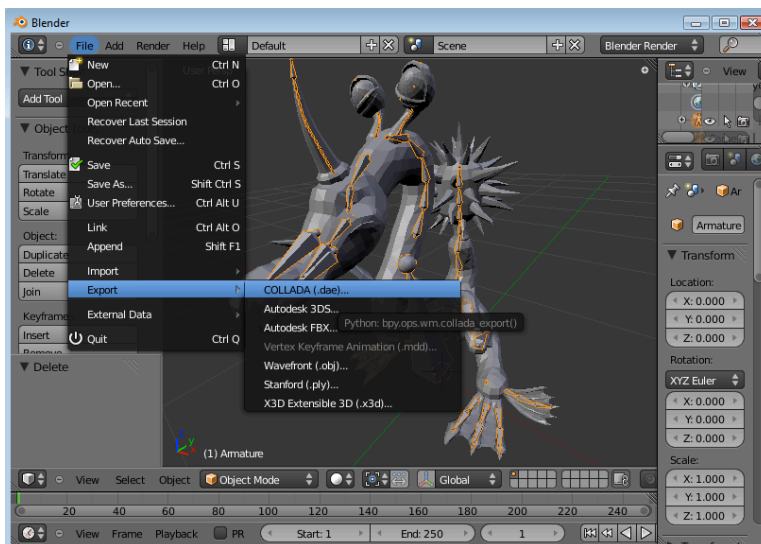 Blender
File Add Render Help Default Scene Blender Render
Tool S
Add Tool
Object
Transform
Translate
Rotate
Scale
Object:
Duplicate
Delete
Join
Keyframe
Insert
Remove
Delete
New Ctrl N
Open... Ctrl O
Open Recent
Recover Last Session
Recover Auto Save...
Save Ctrl S
Save As... Shift Ctrl S
User Preferences... Ctrl Alt U
Link Ctrl Alt O
Append Shift F1
Import
Export
External Data
Quit Ctrl Q
User Persp
COLLADA (.dae)...
Autodesk 3DS...
Autodesk FBX...
Python: bpy.ops.wm.collada_export()
Vertex Keyframe Animation (.mdd)...
Wavefront (.obj)...
Stanford (.ply)...
X3D Extensible 3D (.x3d)...
(1) Armature
View
Ar
Armature
Transform
Location:
X: 0.000
Y: 0.000
Z: 0.000
Rotation:
XYZ Euler
X: 0.000
Y: 0.000
Z: 0.000
Scale:
X: 1.000
Y: 1.000
Z: 1.000
View Select Object Object Mode Global
20 40 60 80 100 120 140 160 180 200 220 240
View Frame Playback PR Start: 1 End: 250 1